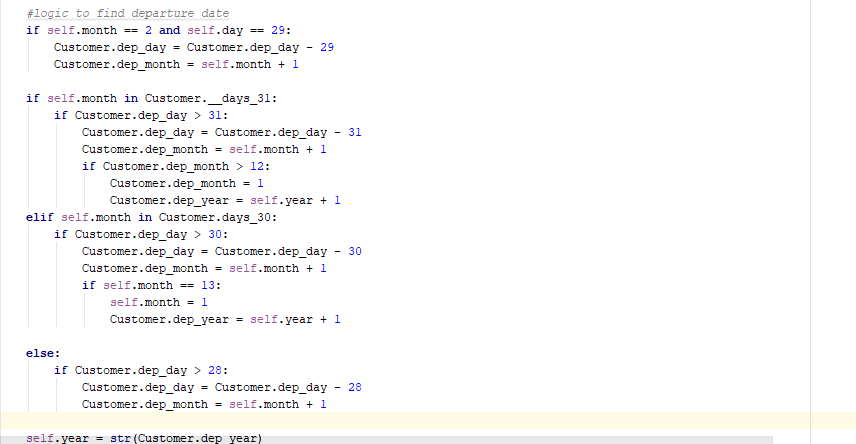 #logic to find departure date
if self.month == 2 and self.day == 29:
    Customer.dep_day = Customer.dep_day - 29
    Customer.dep_month = self.month + 1

if self.month in Customer.__days_31:
    if Customer.dep_day > 31:
        Customer.dep_day = Customer.dep_day - 31
        Customer.dep_month = self.month + 1
        if Customer.dep_month > 12:
            Customer.dep_month = 1
            Customer.dep_year = self.year + 1
elif self.month in Customer.days_30:
    if Customer.dep_day > 30:
        Customer.dep_day = Customer.dep_day - 30
        Customer.dep_month = self.month + 1
        if self.month == 13:
            self.month = 1
            Customer.dep_year = self.year + 1

else:
    if Customer.dep_day > 28:
        Customer.dep_day = Customer.dep_day - 28
        Customer.dep_month = self.month + 1

self.year = str(Customer.dep_year)